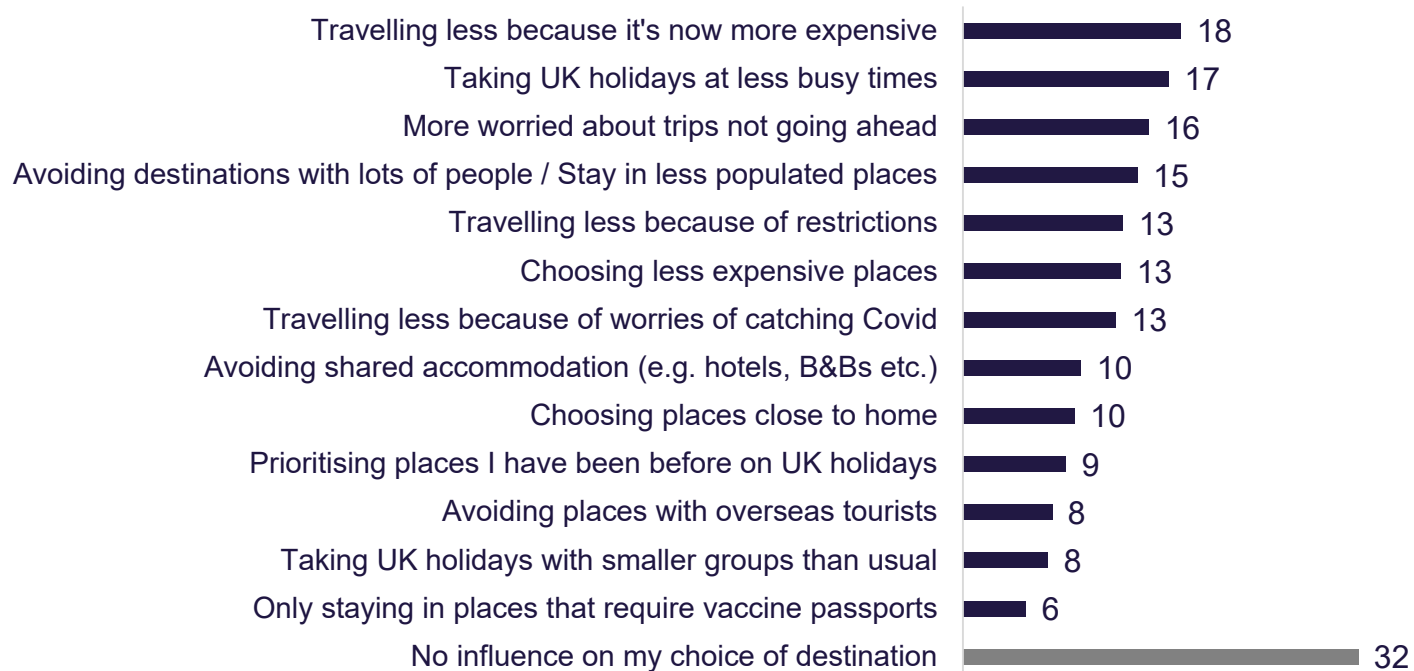 Travelling less because it's now more expensive 18
Taking UK holidays at less busy times 17
More worried about trips not going ahead 16
Avoiding destinations with lots of people / Stay in less populated places 15
Travelling less because of restrictions 13
Choosing less expensive places 13
Travelling less because of worries of catching Covid 13
Avoiding shared accommodation (e.g. hotels, B&Bs etc.) 10
Choosing places close to home 10
Prioritising places I have been before on UK holidays 9
Avoiding places with overseas tourists 8
Taking UK holidays with smaller groups than usual 8
Only staying in places that require vaccine passports 6
No influence on my choice of destination 32